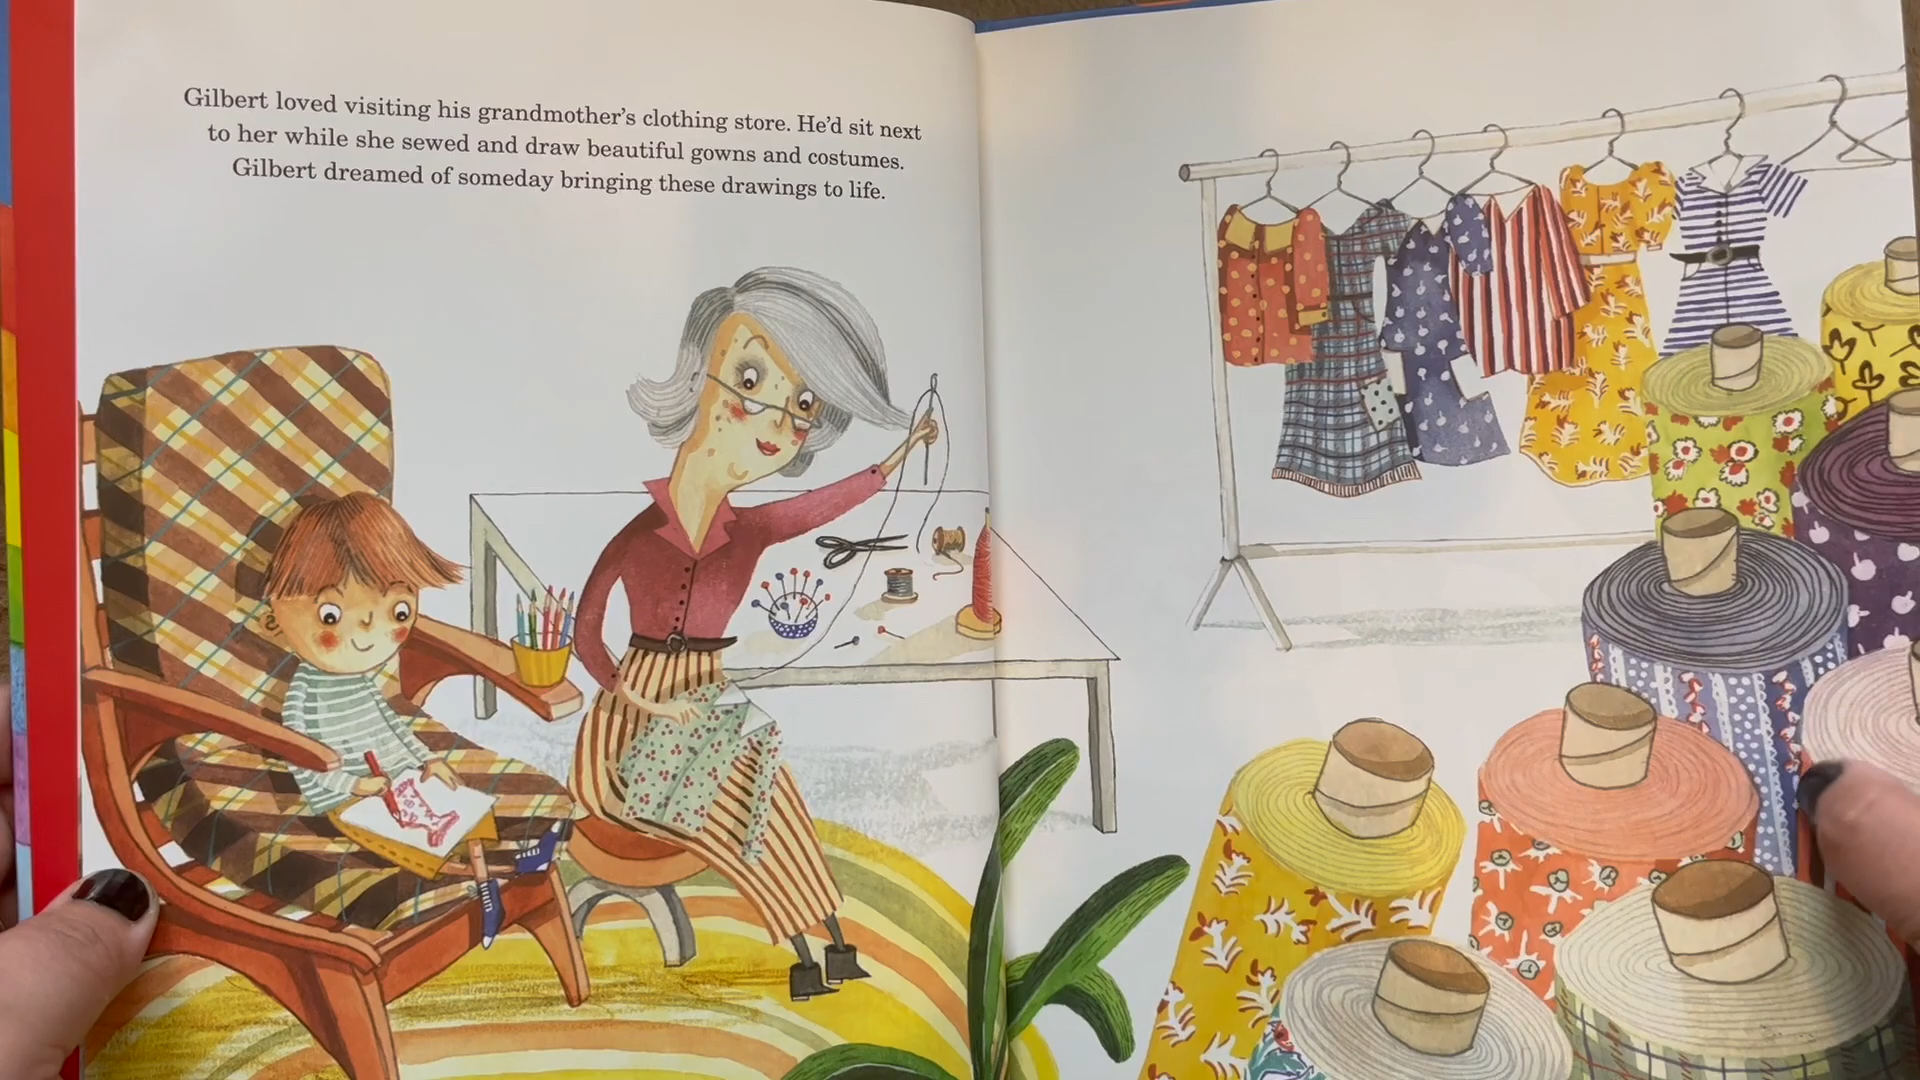 Gilbert loved visiting his grandmother’s clothing store. He’d sit next
to her while she sewed and draw beautiful gowns and costumes.
Gilbert dreamed of someday bringing these drawings to life.